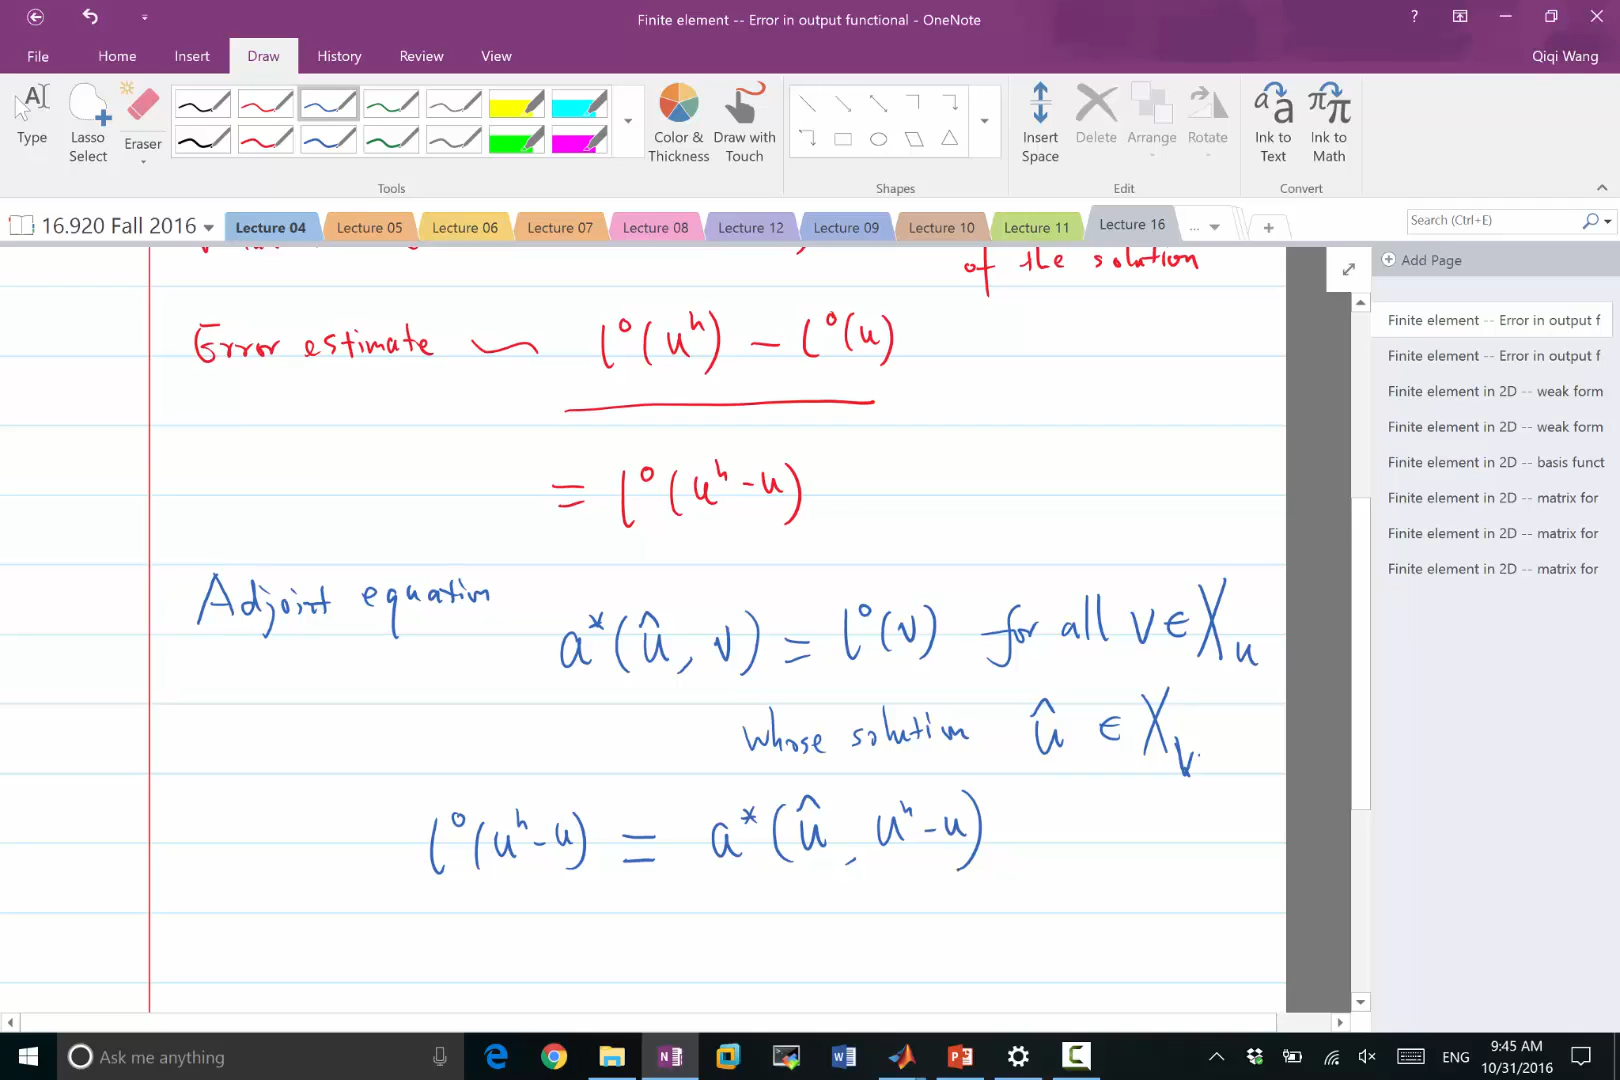 Finite element -- Error in output functional - OneNote
?
File Home Insert Draw History Review View
Qiqi Wang
Type
Lasso Select
Eraser
Color & Thickness
Draw with Touch
Insert Space
Delete
Arrange
Rotate
Ink to Text
Ink to Math
Tools Shapes Edit Convert
16.920 Fall 2016
Lecture 04 Lecture 05 Lecture 06 Lecture 07 Lecture 08 Lecture 12 Lecture 09 Lecture 10 Lecture 11 Lecture 16 ...
Search (Ctrl+E)
Add Page
Finite element -- Error in output f
Finite element -- Error in output f
Finite element in 2D -- weak form
Finite element in 2D -- weak form
Finite element in 2D -- basis funct
Finite element in 2D -- matrix for
Finite element in 2D -- matrix for
Finite element in 2D -- matrix for
of the solution
Error estimate ~ l^o(u^h) - l^o(u)
= l^o(u^h - u)
Adjoint equation
a*(û, v) = l^o(v) for all v ∈ X_u
whose solution û ∈ X_v
l^o(u^h - u) = a*(û, u^h - u)
Ask me anything
ENG
9:45 AM
10/31/2016